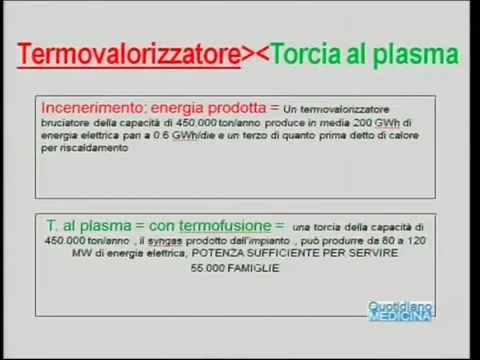 Termovalorizzatore><Torcia al plasma
Incenerimento: energia prodotta = Un termovalorizzatore
bruciatore della capacità di 450.000 ton/anno produce in media 200 GWh di
energia elettrica pari a 0.6 GWh/die e un terzo di quanto prima detto di calore
per riscaldamento
T. al plasma = con termofusione = una torcia della capacità di
450.000 ton/anno , il syngas prodotto dall'impianto , può produrre da 80 a 120
MW di energia elettrica, POTENZA SUFFICIENTE PER SERVIRE
55.000 FAMIGLIE
Quotidiano
MEDICINA